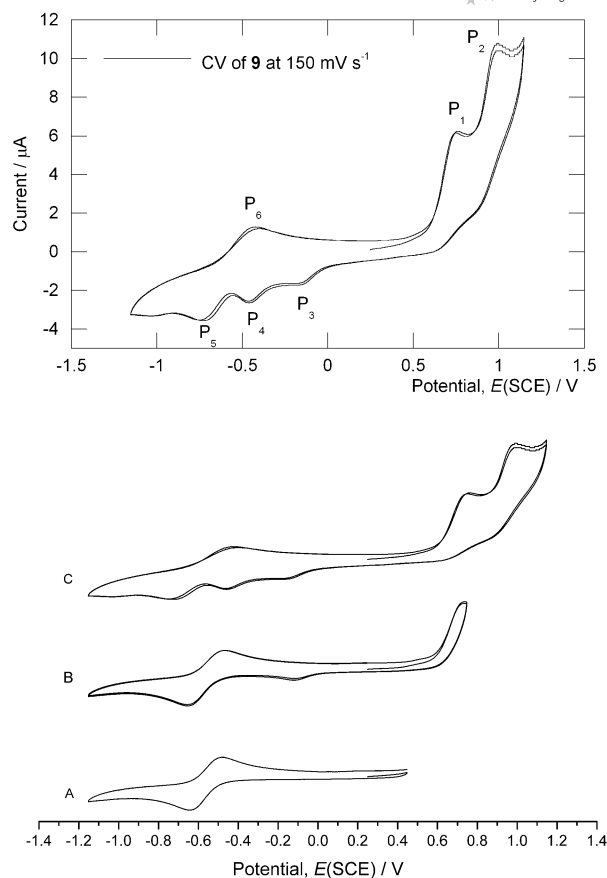 12
10
8
6
4
2
0
-2
-4
Current / μA
CV of 9 at 150 mV s⁻¹
P₂
P₁
P₆
P₃
P₄
P₅
-1.5 -1 -0.5 0 0.5 1 1.5
Potential, E(SCE) / V
C
B
A
-1.4 -1.2 -1.0 -0.8 -0.6 -0.4 -0.2 0.0 0.2 0.4 0.6 0.8 1.0 1.2 1.4
Potential, E(SCE) / V